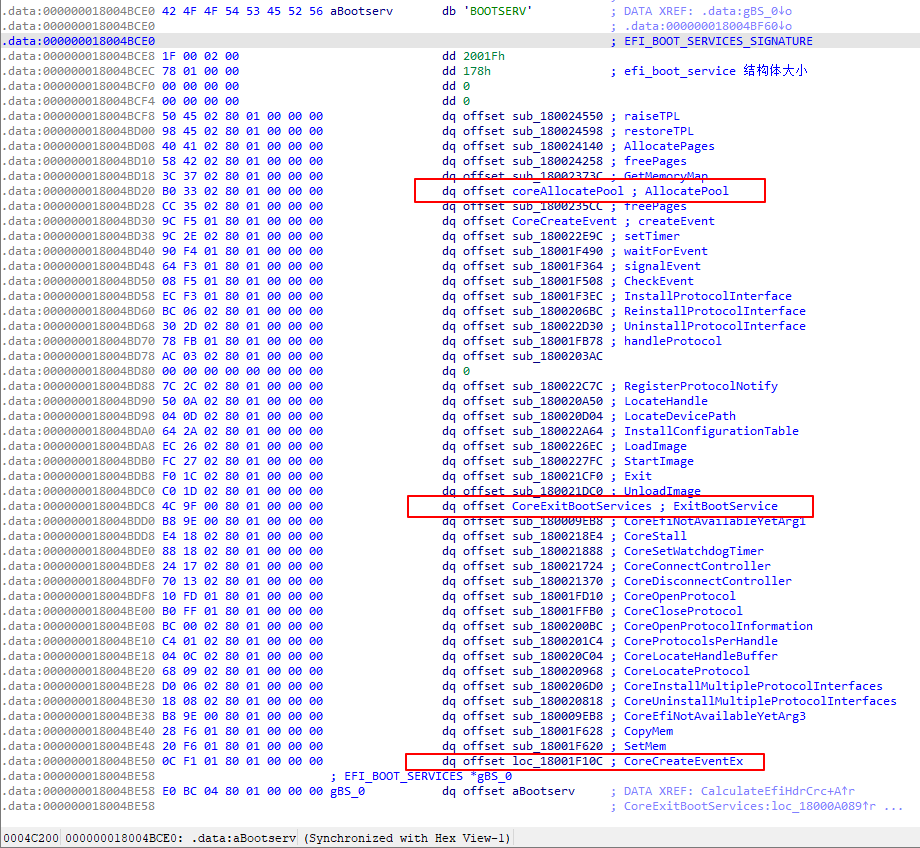 .data:000000018004BCE0 42 4F 4F 54 53 45 52 56 aBootserv db 'BOOTSERV' ; DATA XREF: .data:gBS_0↓o
.data:000000018004BCE0 ; .data:000000018004BF60↓o
.data:000000018004BCE0 ; EFI_BOOT_SERVICES_SIGNATURE
.data:000000018004BCE8 1F 00 02 00 dd 2001Fh
.data:000000018004BCEC 78 01 00 00 dd 178h ; efi_boot_service 结构体大小
.data:000000018004BCF0 00 00 00 00 dd 0
.data:000000018004BCF4 00 00 00 00 dd 0
.data:000000018004BCF8 50 45 02 80 01 00 00 00 dq offset sub_180024550 ; raiseTPL
.data:000000018004BD00 98 45 02 80 01 00 00 00 dq offset sub_180024598 ; restoreTPL
.data:000000018004BD08 40 41 02 80 01 00 00 00 dq offset sub_180024140 ; AllocatePages
.data:000000018004BD10 58 42 02 80 01 00 00 00 dq offset sub_180024258 ; freePages
.data:000000018004BD18 3C 37 02 80 01 00 00 00 dq offset sub_18002373C ; GetMemoryMap
.data:000000018004BD20 B0 33 02 80 01 00 00 00 dq offset coreAllocatePool ; AllocatePool
.data:000000018004BD28 CC 35 02 80 01 00 00 00 dq offset sub_1800235CC ; freePages
.data:000000018004BD30 9C F5 01 80 01 00 00 00 dq offset CoreCreateEvent ; createEvent
.data:000000018004BD38 9C 2E 02 80 01 00 00 00 dq offset sub_180022E9C ; setTimer
.data:000000018004BD40 90 F4 01 80 01 00 00 00 dq offset sub_18001F490 ; waitForEvent
.data:000000018004BD48 64 F3 01 80 01 00 00 00 dq offset sub_18001F364 ; signalEvent
.data:000000018004BD50 08 F5 01 80 01 00 00 00 dq offset sub_18001F508 ; CheckEvent
.data:000000018004BD58 EC F3 01 80 01 00 00 00 dq offset sub_18001F3EC ; InstallProtocolInterface
.data:000000018004BD60 BC 06 02 80 01 00 00 00 dq offset sub_1800206BC ; ReinstallProtocolInterface
.data:000000018004BD68 30 2D 02 80 01 00 00 00 dq offset sub_180022D30 ; UninstallProtocolInterface
.data:000000018004BD70 78 FB 01 80 01 00 00 00 dq offset sub_18001FB78 ; handleProtocol
.data:000000018004BD78 AC 03 02 80 01 00 00 00 dq offset sub_1800203AC
.data:000000018004BD80 00 00 00 00 00 00 00 00 dq 0
.data:000000018004BD88 7C 2C 02 80 01 00 00 00 dq offset sub_180022C7C ; RegisterProtocolNotify
.data:000000018004BD90 50 0A 02 80 01 00 00 00 dq offset sub_180020A50 ; LocateHandle
.data:000000018004BD98 04 0D 02 80 01 00 00 00 dq offset sub_180020D04 ; LocateDevicePath
.data:000000018004BDA0 64 2A 02 80 01 00 00 00 dq offset sub_180022A64 ; InstallConfigurationTable
.data:000000018004BDA8 EC 26 02 80 01 00 00 00 dq offset sub_1800226EC ; LoadImage
.data:000000018004BDB0 FC 27 02 80 01 00 00 00 dq offset sub_1800227FC ; StartImage
.data:000000018004BDB8 F0 1C 02 80 01 00 00 00 dq offset sub_180021CF0 ; Exit
.data:000000018004BDC0 C0 1D 02 80 01 00 00 00 dq offset sub_180021DC0 ; UnloadImage
.data:000000018004BDC8 4C 9F 00 80 01 00 00 00 dq offset CoreExitBootServices ; ExitBootService
.data:000000018004BDD0 B8 9E 00 80 01 00 00 00 dq offset sub_180009EB8 ; CoreEfiNotAvailableYetArg1
.data:000000018004BDD8 E4 18 02 80 01 00 00 00 dq offset sub_1800218E4 ; CoreStall
.data:000000018004BDE0 88 18 02 80 01 00 00 00 dq offset sub_180021888 ; CoreSetWatchdogTimer
.data:000000018004BDE8 24 17 02 80 01 00 00 00 dq offset sub_180021724 ; CoreConnectController
.data:000000018004BDF0 70 13 02 80 01 00 00 00 dq offset sub_180021370 ; CoreDisconnectController
.data:000000018004BDF8 10 FD 01 80 01 00 00 00 dq offset sub_18001FD10 ; CoreOpenProtocol
.data:000000018004BE00 B0 FF 01 80 01 00 00 00 dq offset sub_18001FFB0 ; CoreCloseProtocol
.data:000000018004BE08 BC 00 02 80 01 00 00 00 dq offset sub_1800200BC ; CoreOpenProtocolInformation
.data:000000018004BE10 C4 01 02 80 01 00 00 00 dq offset sub_1800201C4 ; CoreProtocolsPerHandle
.data:000000018004BE18 04 0C 02 80 01 00 00 00 dq offset sub_180020C04 ; CoreLocateHandleBuffer
.data:000000018004BE20 68 09 02 80 01 00 00 00 dq offset sub_180020968 ; CoreLocateProtocol
.data:000000018004BE28 D0 06 02 80 01 00 00 00 dq offset sub_1800206D0 ; CoreInstallMultipleProtocolInterfaces
.data:000000018004BE30 18 08 02 80 01 00 00 00 dq offset sub_180020818 ; CoreUninstallMultipleProtocolInterfaces
.data:000000018004BE38 B8 9E 00 80 01 00 00 00 dq offset sub_180009EB8 ; CoreEfiNotAvailableYetArg3
.data:000000018004BE40 28 F6 01 80 01 00 00 00 dq offset sub_18001F628 ; CopyMem
.data:000000018004BE48 20 F6 01 80 01 00 00 00 dq offset sub_18001F620 ; SetMem
.data:000000018004BE50 0C F1 01 80 01 00 00 00 dq offset loc_18001F10C ; CoreCreateEventEx
.data:000000018004BE58 ; EFI_BOOT_SERVICES *gBS_0
.data:000000018004BE58 E0 BC 04 80 01 00 00 00 gBS_0 dq offset aBootserv ; DATA XREF: CalculateEfiHdrCrc+A↑r
.data:000000018004BE58 ; CoreExitBootServices:loc_18000A089↑r ...
0004C200 000000018004BCE0: .data:aBootserv (Synchronized with Hex View-1)